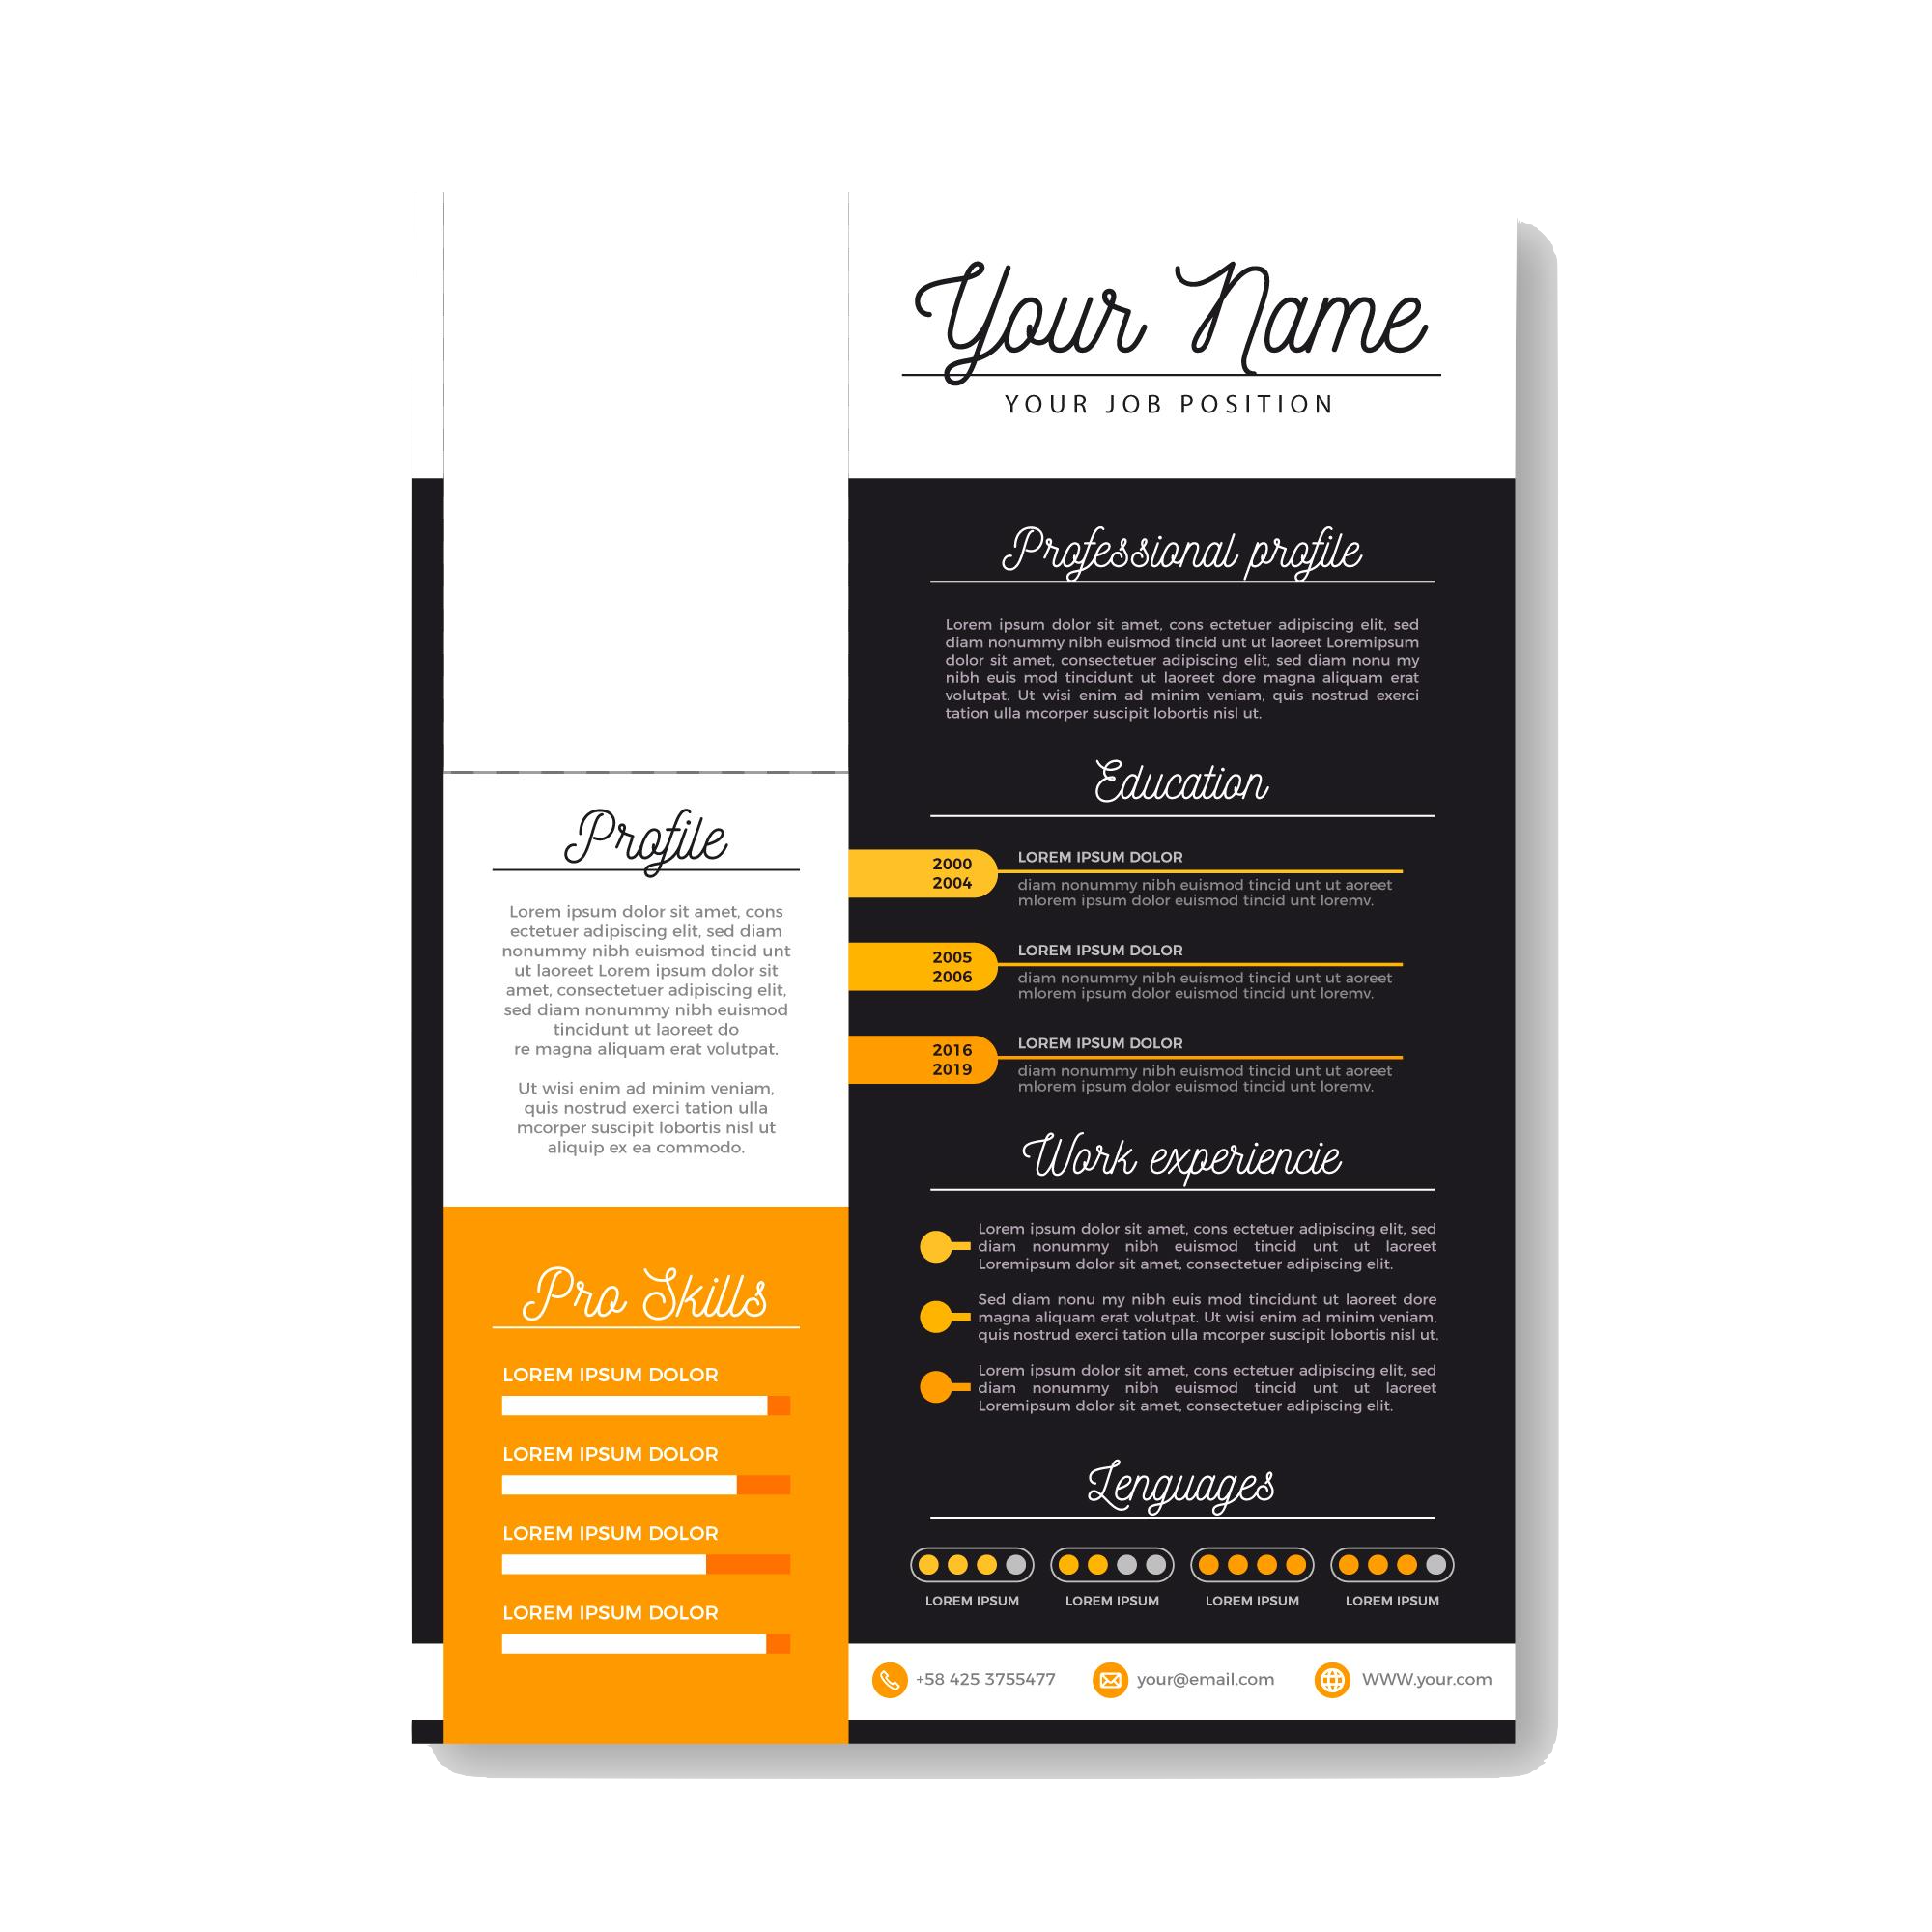 Your Name
YOUR JOB POSITION
Profile
Lorem ipsum dolor sit amet, cons
ectetuer adipiscing elit, sed diam
nonummy nibh euismod tincid unt
ut laoreet Lorem ipsum dolor sit
amet, consectetuer adipiscing elit,
sed diam nonummy nibh euismod
tincidunt ut laoreet do
re magna aliquam erat volutpat.
Ut wisi enim ad minim veniam,
quis nostrud exerci tation ulla
mcorper suscipit lobortis nisl ut
aliquip ex ea commodo.
Pro Skills
LOREM IPSUM DOLOR
LOREM IPSUM DOLOR
LOREM IPSUM DOLOR
LOREM IPSUM DOLOR
Professional profile
Lorem ipsum dolor sit amet, cons ectetuer adipiscing elit, sed
diam nonummy nibh euismod tincid unt ut laoreet Loremipsum
dolor sit amet, consectetuer adipiscing elit, sed diam nonu my
nibh euis mod tincidunt ut laoreet dore magna aliquam erat
volutpat. Ut wisi enim ad minim veniam, quis nostrud exerci
tation ulla mcorper suscipit lobortis nisl ut.
Education
2000
2004
LOREM IPSUM DOLOR
diam nonummy nibh euismod tincid unt ut aoreet
mlorem ipsum dolor euismod tincid unt loremv.
2005
2006
LOREM IPSUM DOLOR
diam nonummy nibh euismod tincid unt ut aoreet
mlorem ipsum dolor euismod tincid unt loremv.
2016
2019
LOREM IPSUM DOLOR
diam nonummy nibh euismod tincid unt ut aoreet
mlorem ipsum dolor euismod tincid unt loremv.
Work experiencie
Lorem ipsum dolor sit amet, cons ectetuer adipiscing elit, sed
diam nonummy nibh euismod tincid unt ut laoreet
Loremipsum dolor sit amet, consectetuer adipiscing elit.
Sed diam nonu my nibh euis mod tincidunt ut laoreet dore
magna aliquam erat volutpat. Ut wisi enim ad minim veniam,
quis nostrud exerci tation ulla mcorper suscipit lobortis nisl ut.
Lorem ipsum dolor sit amet, cons ectetuer adipiscing elit, sed
diam nonummy nibh euismod tincid unt ut laoreet
Loremipsum dolor sit amet, consectetuer adipiscing elit.
Lenguages
LOREM IPSUM
LOREM IPSUM
LOREM IPSUM
LOREM IPSUM
+58 425 3755477
your@email.com
WWW.your.com